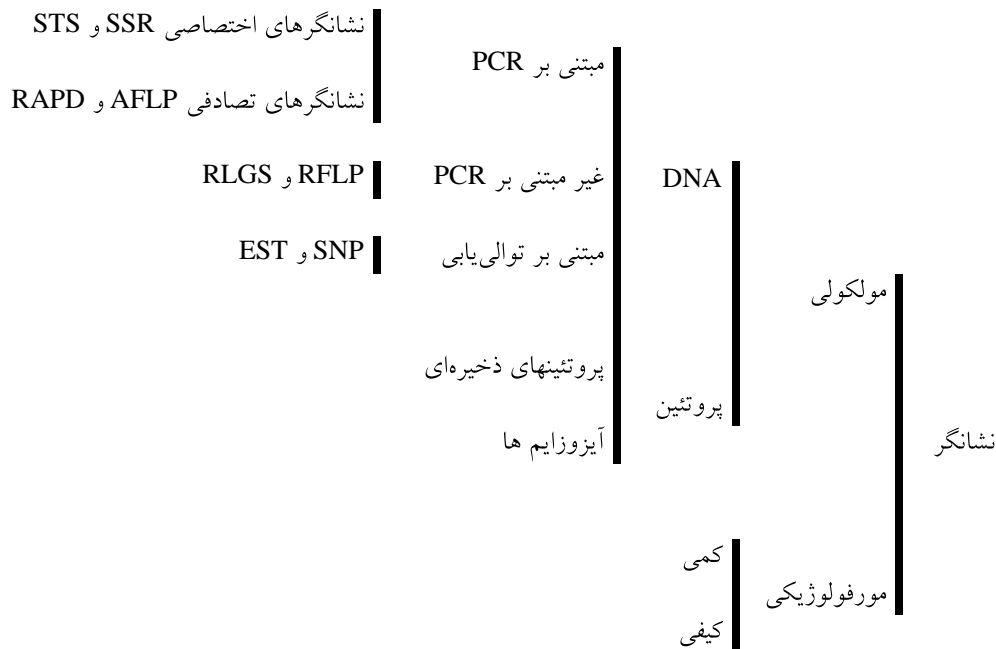 نشانگرهای اختصاصی SSR و STS
مبتنی بر PCR
نشانگرهای تصادفی AFLP و RAPD
DNA
غیر مبتنی بر PCR
RFLP و RLGS
مبتنی بر توالی‌یابی
SNP و EST
مولکولی
پروتئینهای ذخیره‌ای
پروتئین
نشانگر
آیزوزایم ها
کمی
مورفولوژیکی
کیفی